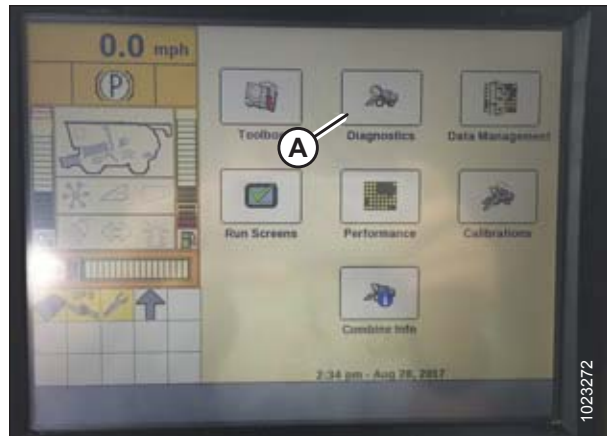 0.0 mph
(P)
Toolbox
Diagnostics
Data Management
A
Run Screens
Performance
Calibrations
Combine Info
2:34 pm - Aug 28, 2017
1023272